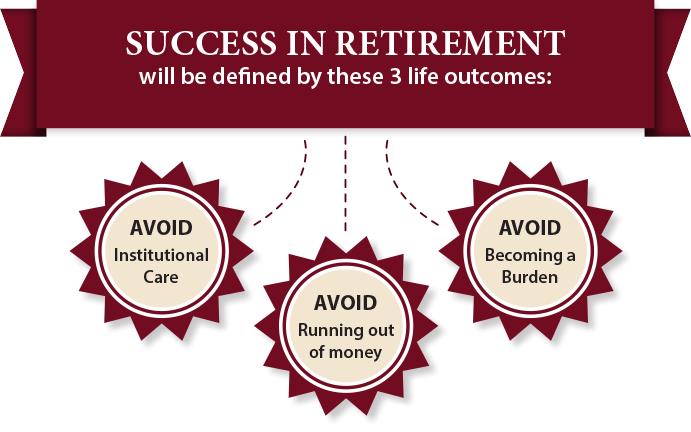 SUCCESS IN RETIREMENT
will be defined by these 3 life outcomes:
AVOID
Institutional
Care
AVOID
Running out
of money
AVOID
Becoming a
Burden